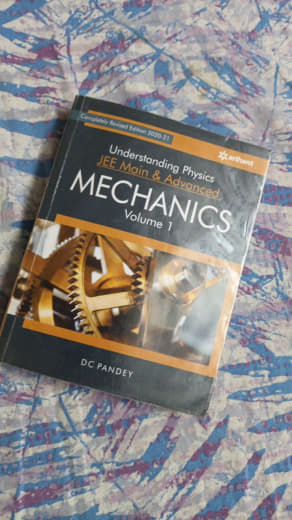 Completely Revised Edition 2020-21
arihant
Understanding Physics
JEE Main & Advanced
MECHANICS
Volume 1
DC PANDEY